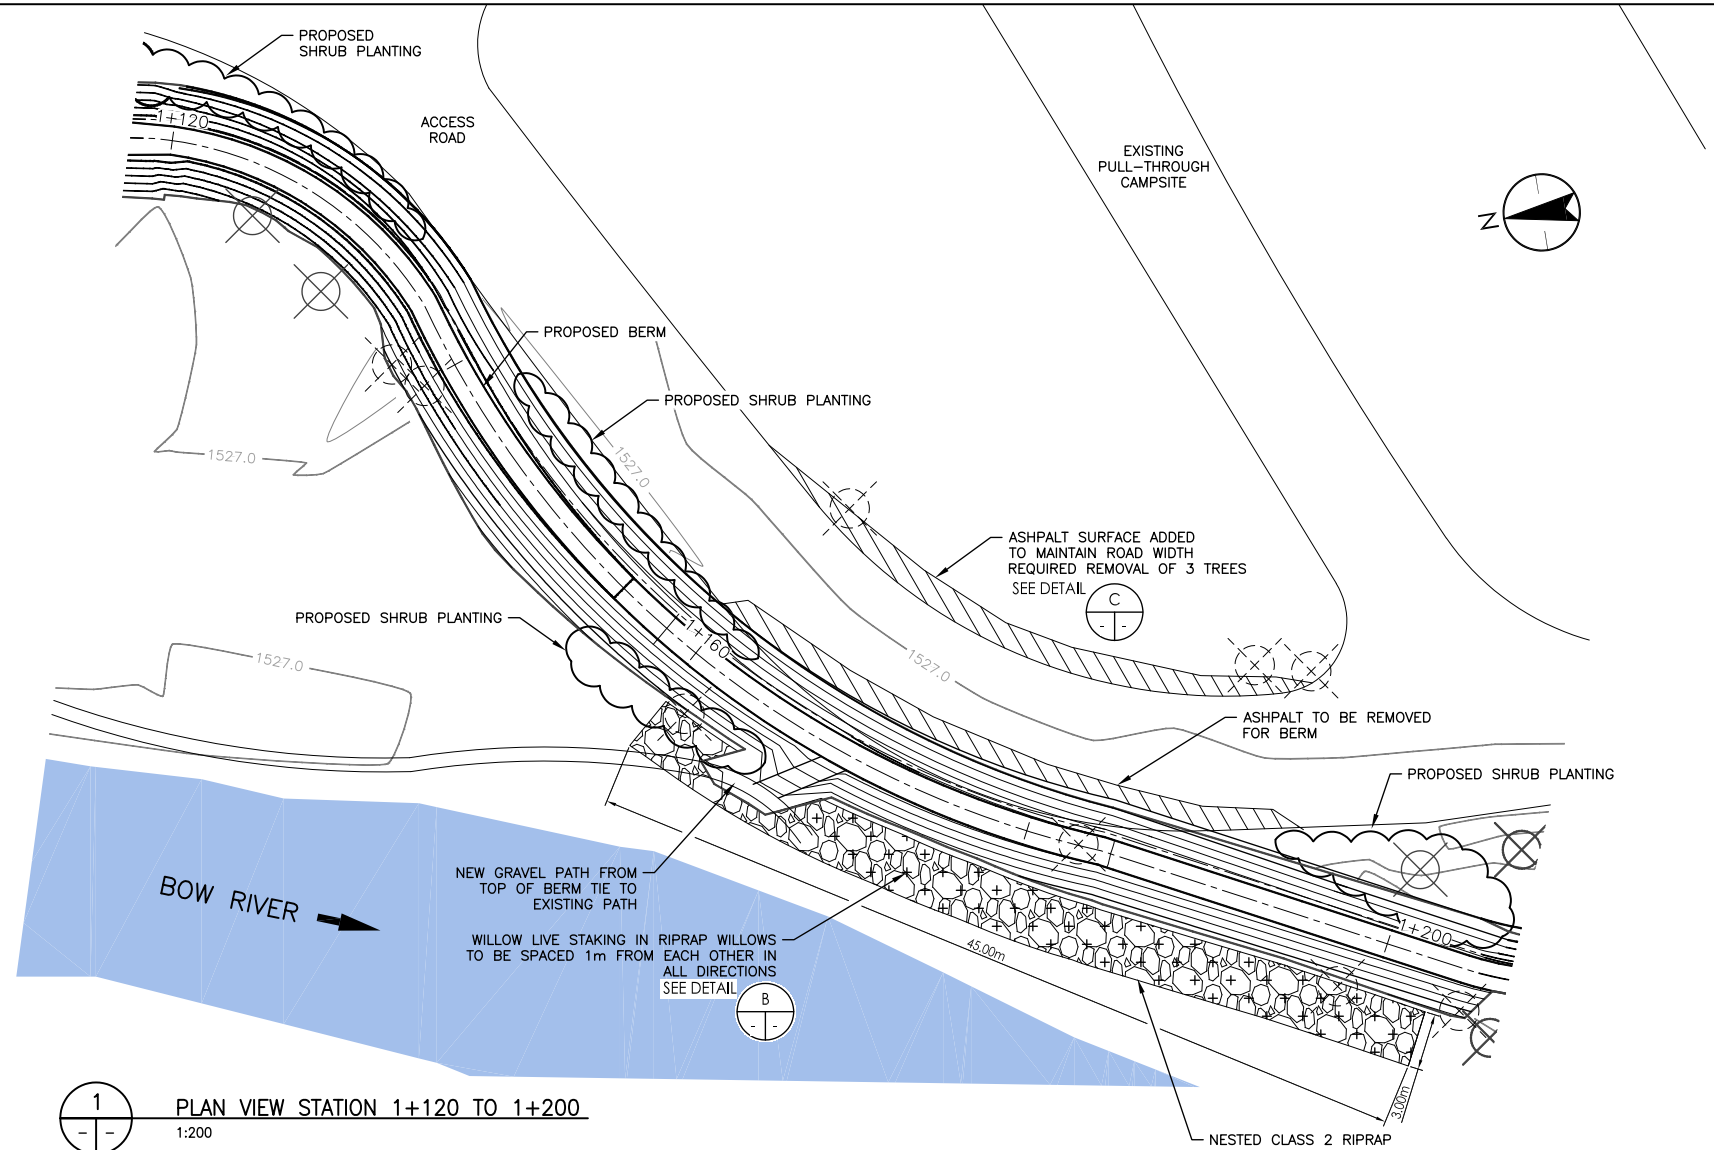 PROPOSED
SHRUB PLANTING
1+120
ACCESS
ROAD
EXISTING
PULL-THROUGH
CAMPSITE
N
PROPOSED BERM
PROPOSED SHRUB PLANTING
1527.0
1527.0
ASHPALT SURFACE ADDED
TO MAINTAIN ROAD WIDTH
REQUIRED REMOVAL OF 3 TREES
SEE DETAIL
C
- -
PROPOSED SHRUB PLANTING
1+160
1527.0
1527.0
ASHPALT TO BE REMOVED
FOR BERM
PROPOSED SHRUB PLANTING
NEW GRAVEL PATH FROM
TOP OF BERM TIE TO
EXISTING PATH
BOW RIVER
WILLOW LIVE STAKING IN RIPRAP WILLOWS
TO BE SPACED 1m FROM EACH OTHER IN
ALL DIRECTIONS
SEE DETAIL
B
- -
45.00m
1+200
3.00m
NESTED CLASS 2 RIPRAP
1
- -
PLAN VIEW STATION 1+120 TO 1+200
1:200